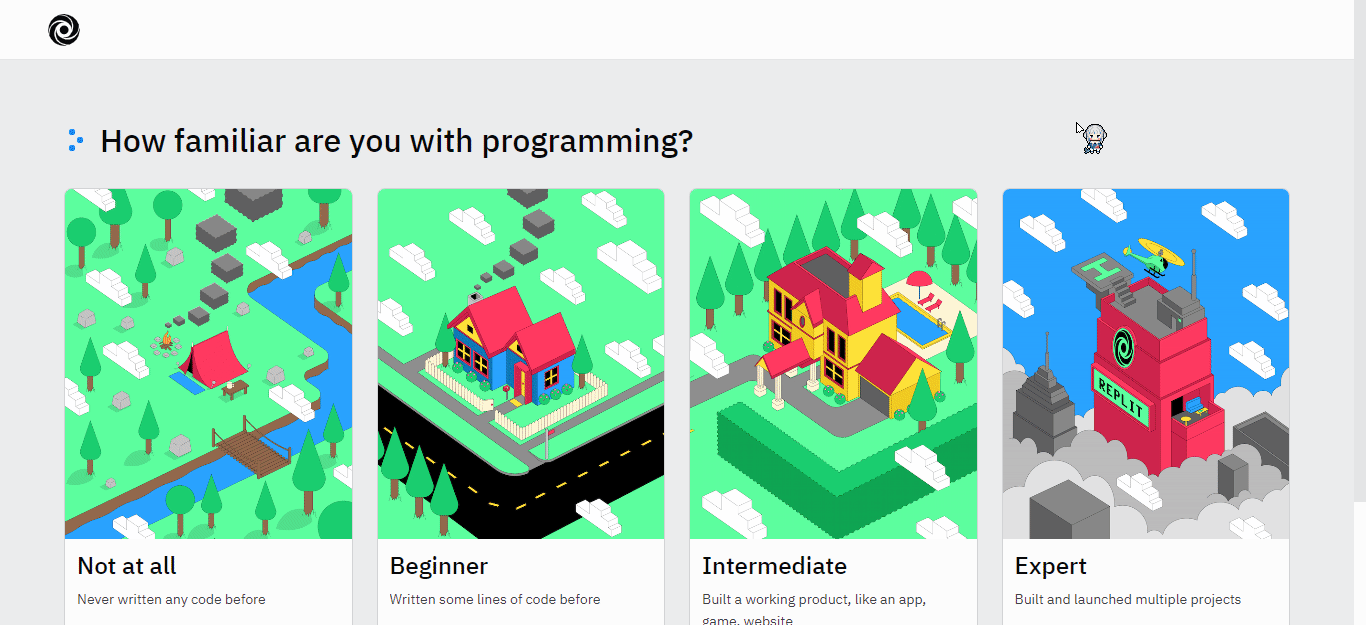 How familiar are you with programming?
H
REPLIT
Not at all
Never written any code before
Beginner
Written some lines of code before
Intermediate
Built a working product, like an app,
game, website
Expert
Built and launched multiple projects